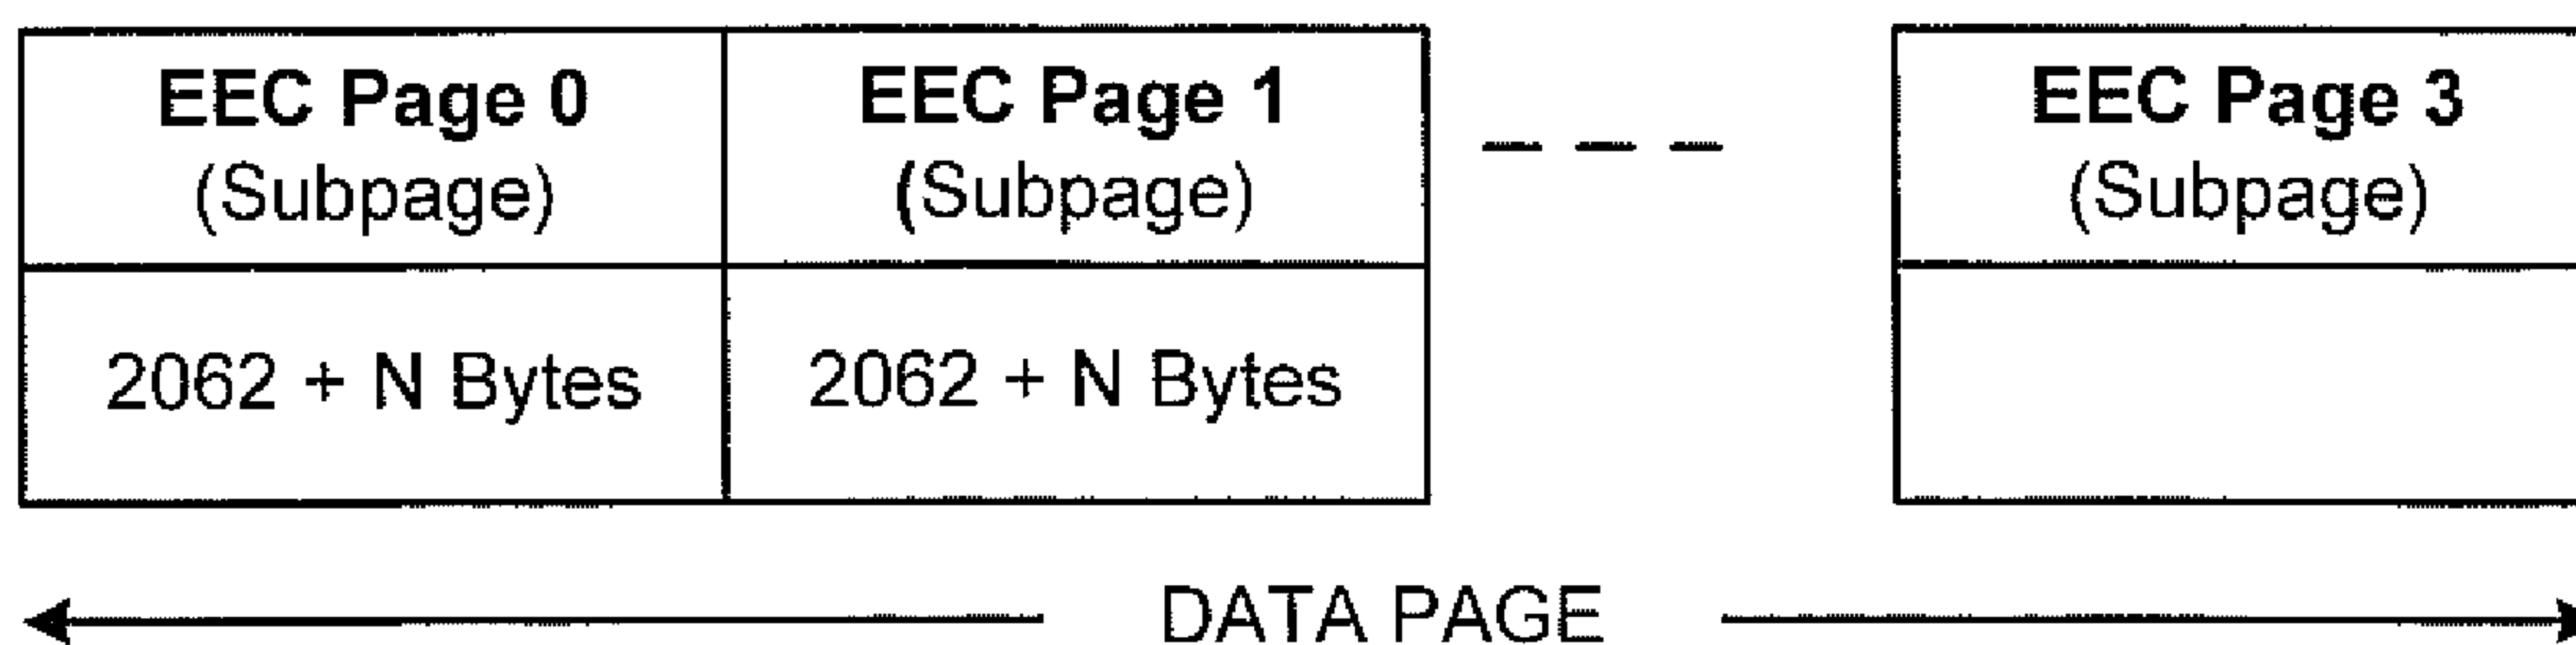 EEC Page 0
(Subpage)
EEC Page 1
(Subpage)
EEC Page 3
(Subpage)
2062 + N Bytes
2062 + N Bytes
DATA PAGE